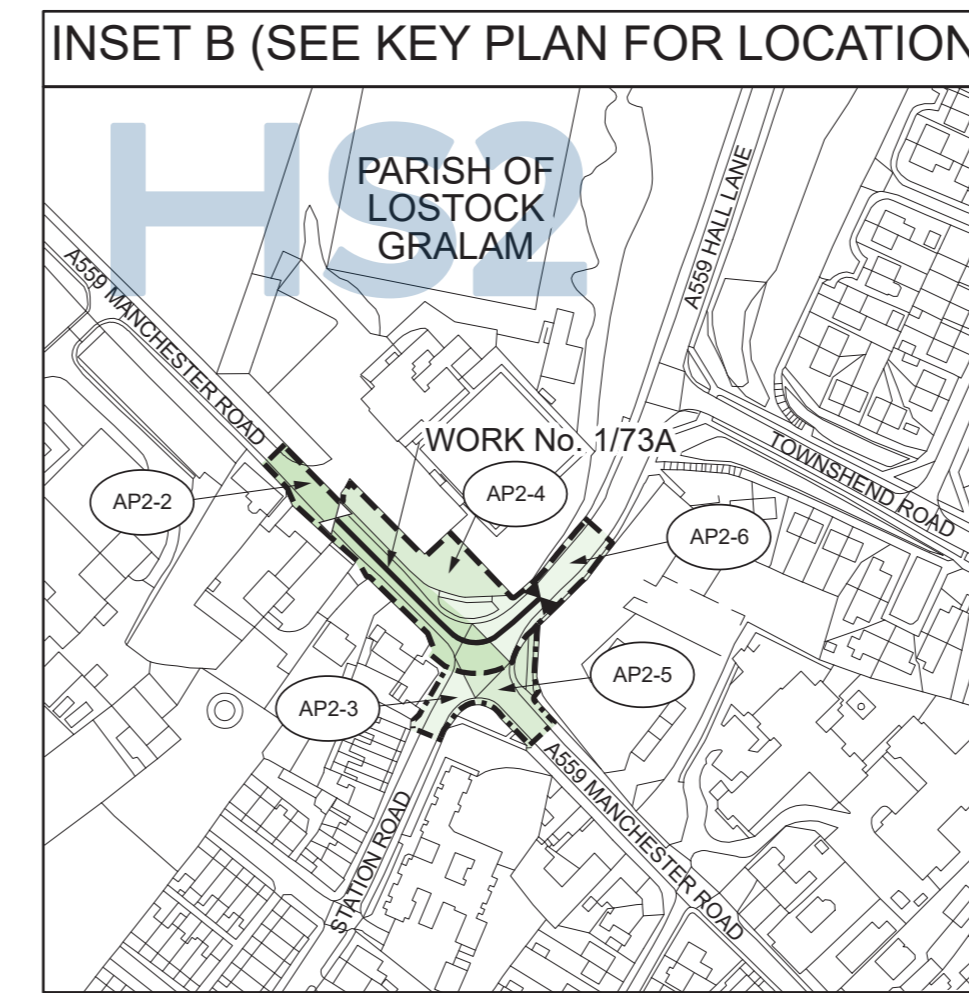 INSET B (SEE KEY PLAN FOR LOCATION
HS2
PARISH OF
LOSTOCK
GRALAM
A559 HALL LANE
A559 MANCHESTER ROAD
WORK No. 1/73A
TOWNSHEND ROAD
AP2-2
AP2-4
AP2-6
AP2-3
AP2-5
STATION ROAD
A559 MANCHESTER ROAD